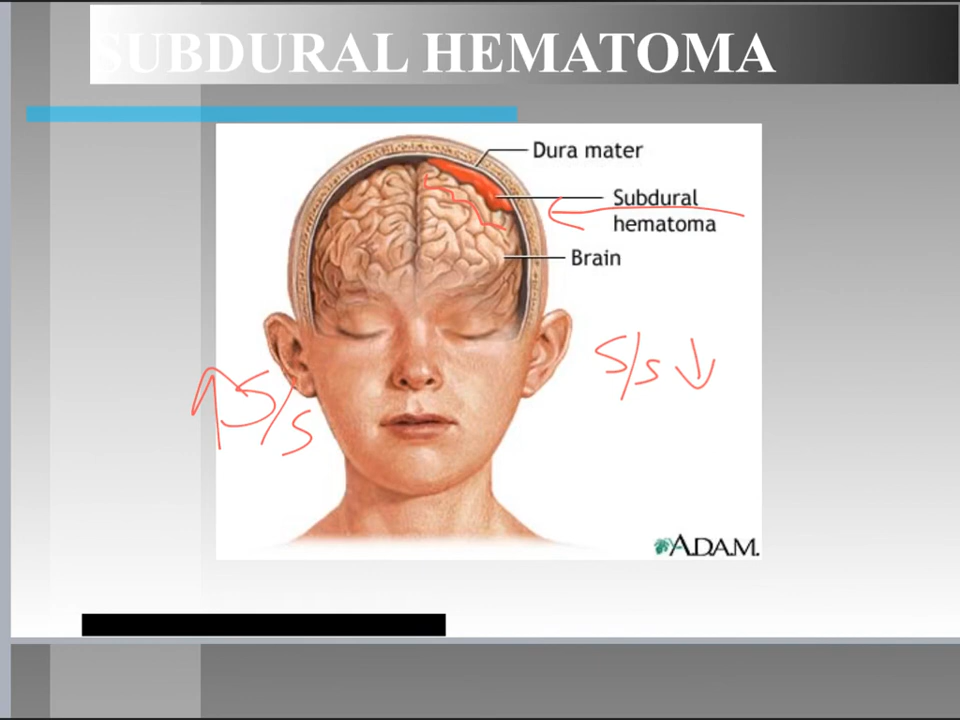 SUBDURAL HEMATOMA
Dura mater
Subdural
hematoma
Brain
S/S ↓
↑S/S
A.D.A.M.